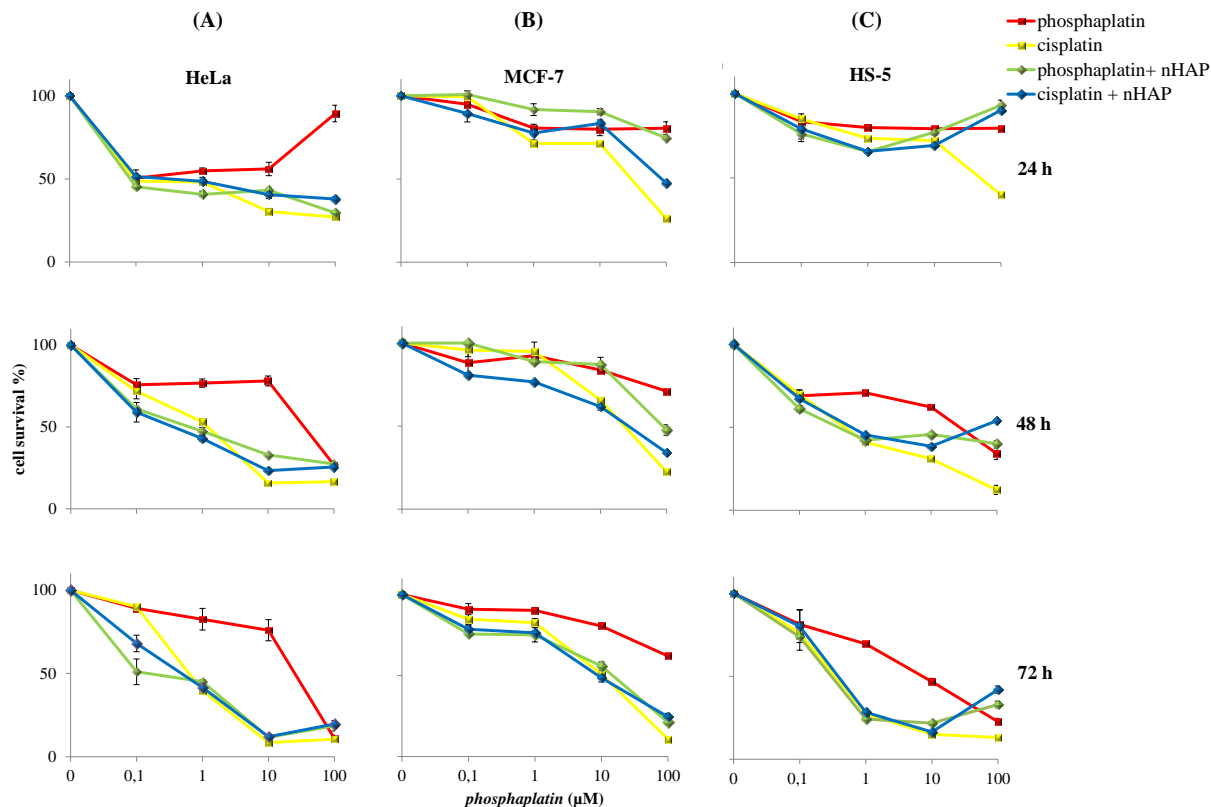 (A)
(B)
(C)
phosphaplatin
cisplatin
phosphaplatin+ nHAP
cisplatin + nHAP
HeLa
MCF-7
HS-5
100
50
0
24 h
cell survival %)
100
50
0
48 h
100
50
0
72 h
0 0,1 1 10 100
0 0,1 1 10 100
0 0,1 1 10 100
phosphaplatin (µM)